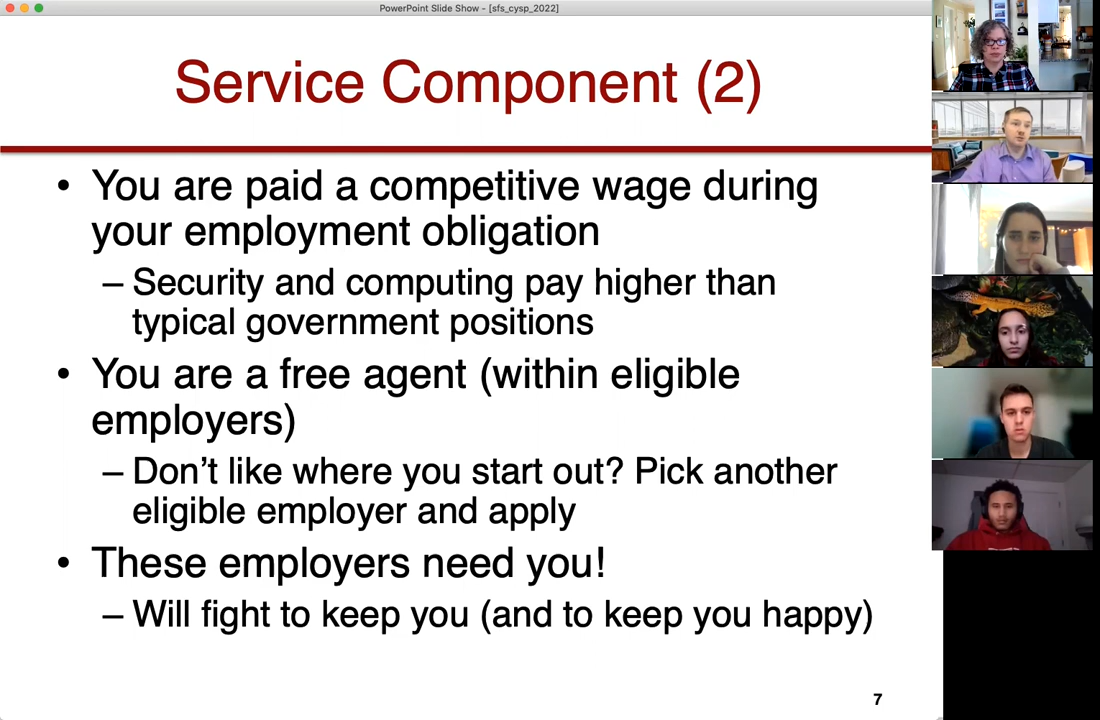 PowerPoint Slide Show - [sfs_cysp_2022]
Service Component (2)
• You are paid a competitive wage during
your employment obligation
– Security and computing pay higher than
typical government positions
• You are a free agent (within eligible
employers)
– Don’t like where you start out? Pick another
eligible employer and apply
• These employers need you!
– Will fight to keep you (and to keep you happy)
7